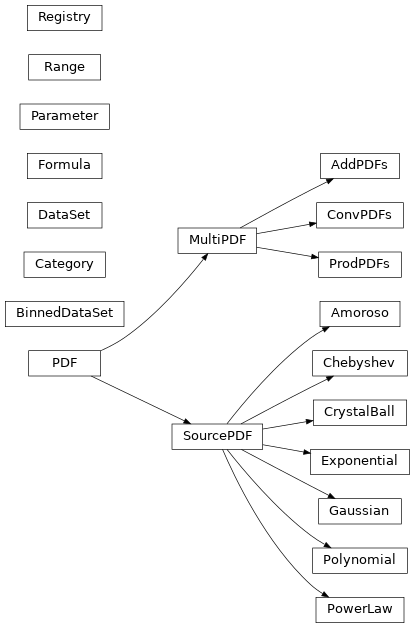 Registry
Range
Parameter
Formula
DataSet
Category
BinnedDataSet
PDF
MultiPDF
SourcePDF
AddPDFs
ConvPDFs
ProdPDFs
Amoroso
Chebyshev
CrystalBall
Exponential
Gaussian
Polynomial
PowerLaw